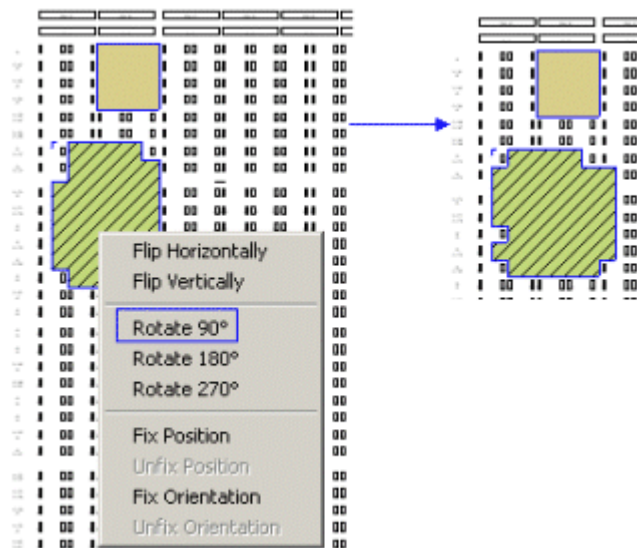 Flip Horizontally
Flip Vertically
Rotate 90°
Rotate 180°
Rotate 270°
Fix Position
Unfix Position
Fix Orientation
Unfix Orientation